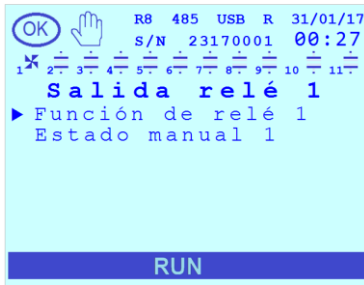 OK R8 485 USB R 31/01/17
S/N 23170001 00:27
1 2 3 4 5 6 7 8 9 10 11
Salida relé 1
Función de relé 1
Estado manual 1
RUN